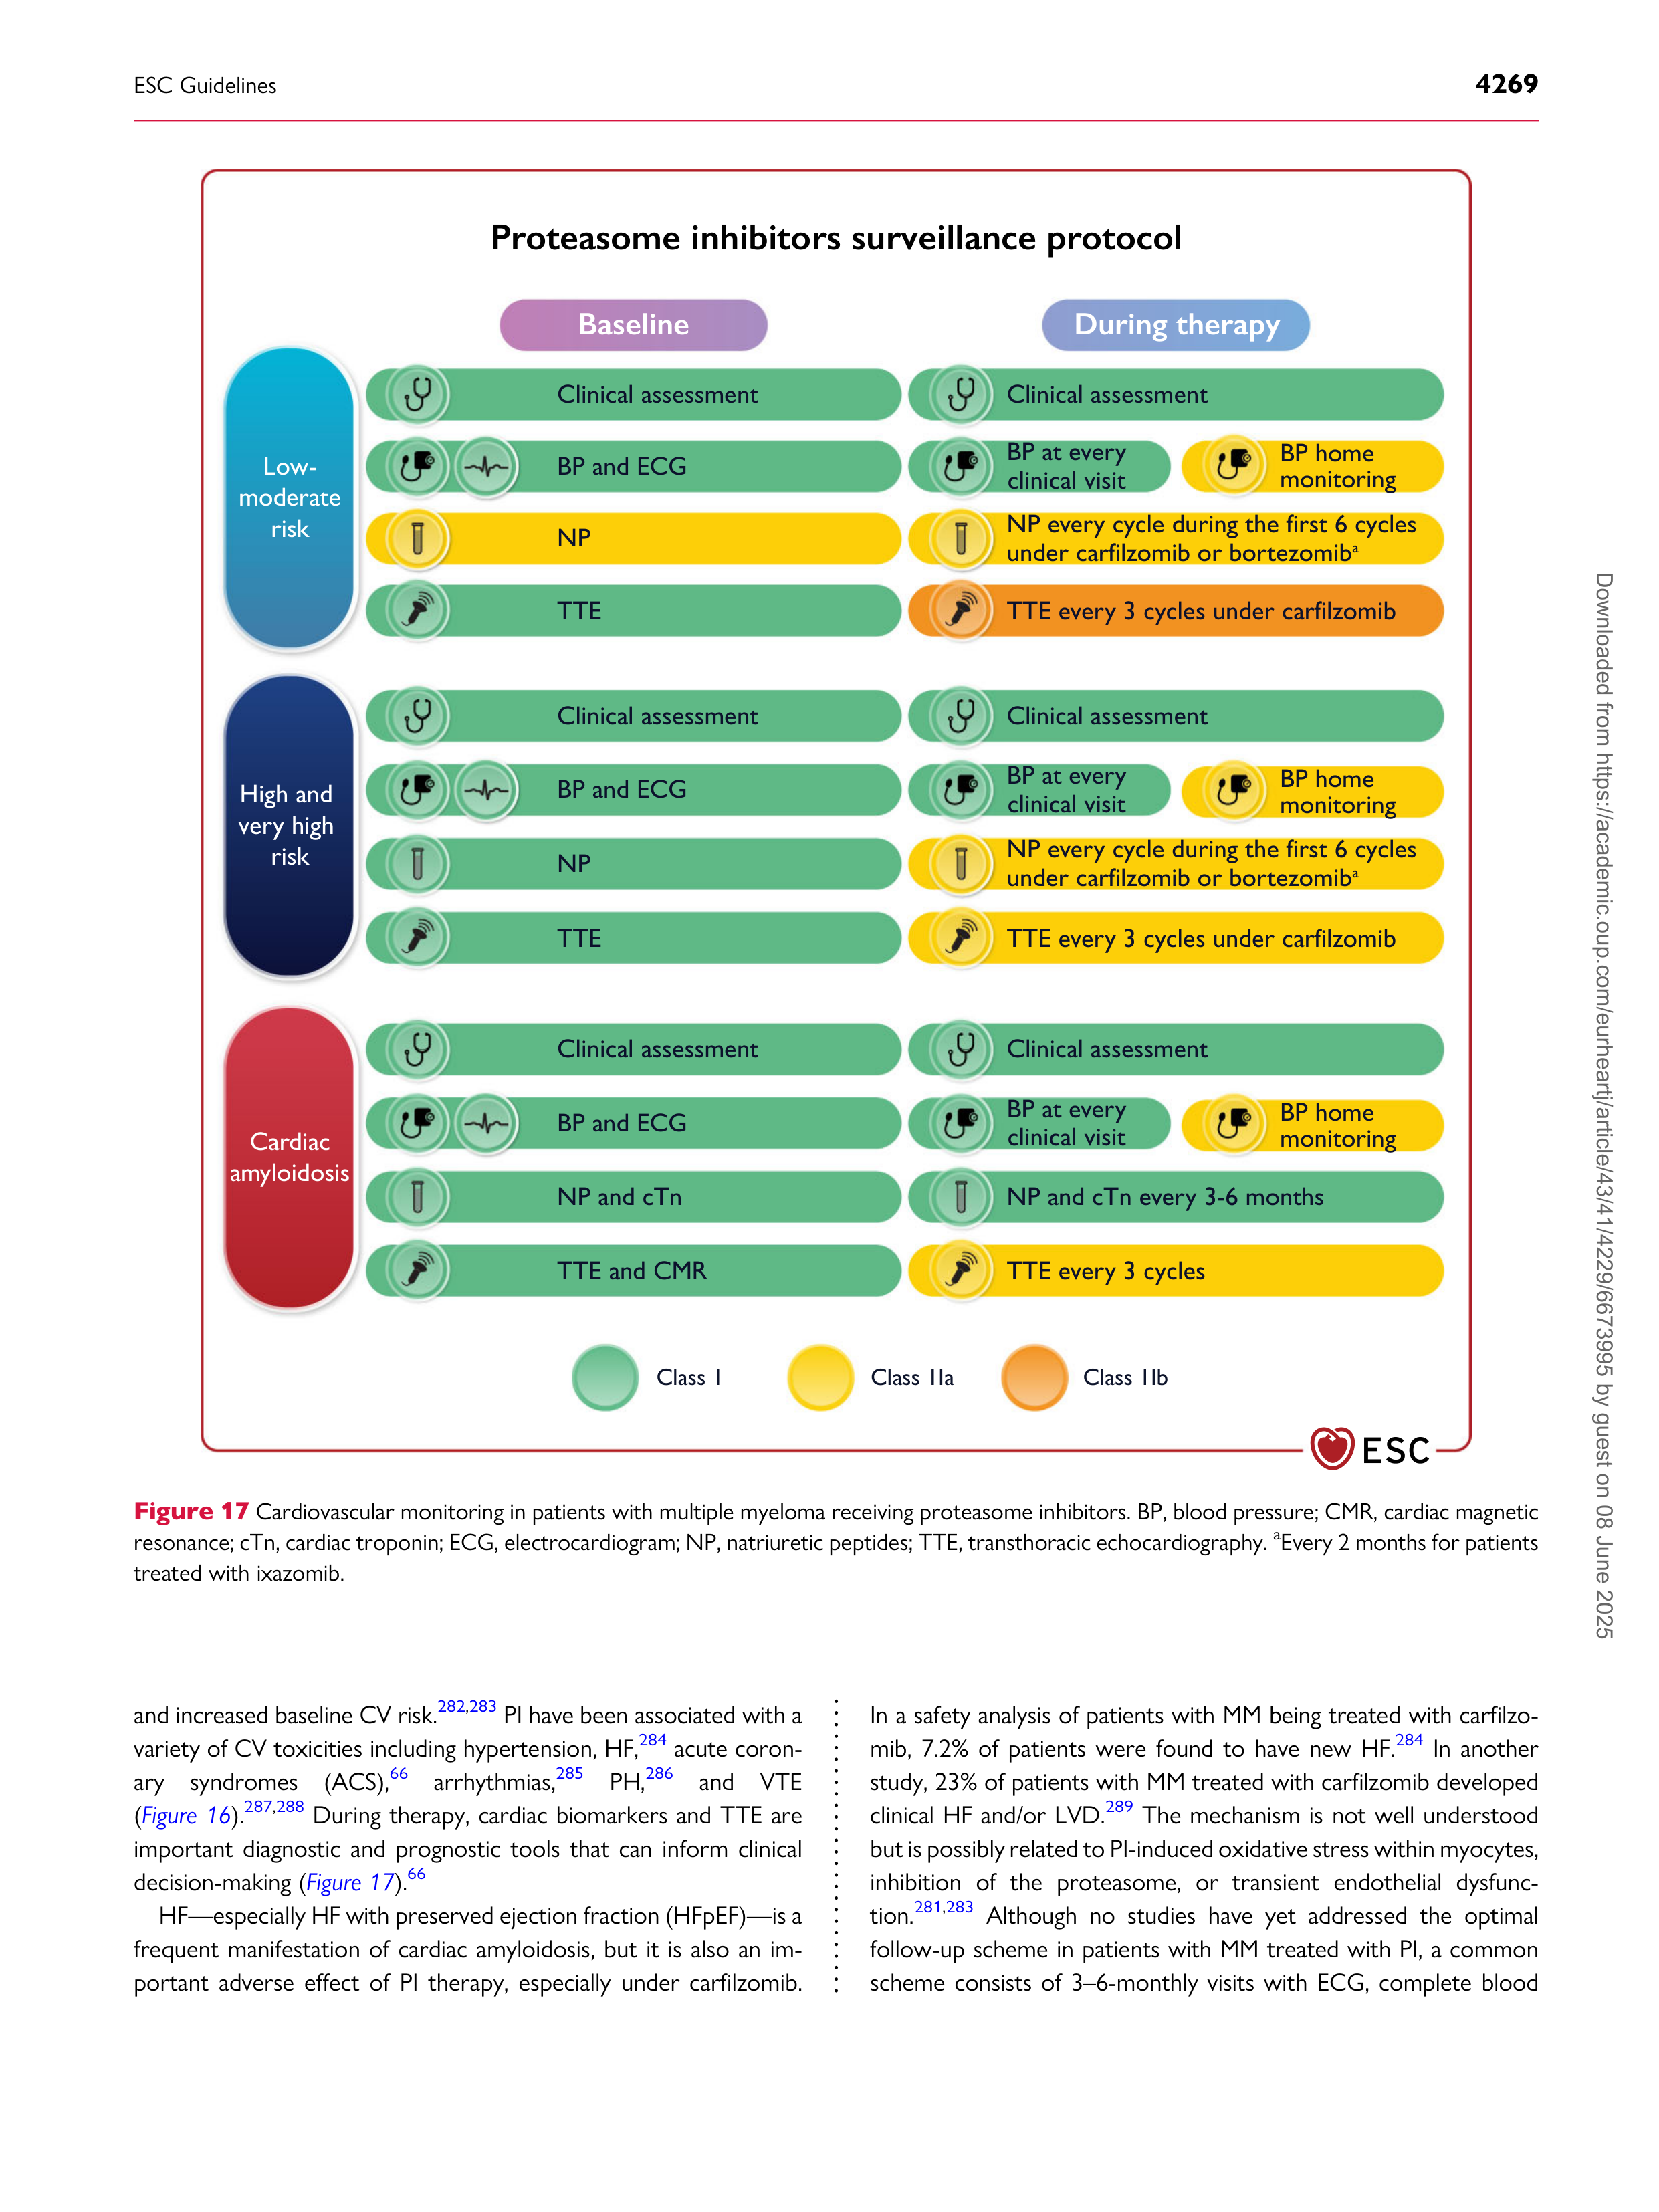 ESC Guidelines
4269
Proteasome inhibitors surveillance protocol
Baseline
During therapy
Low-
moderate
risk
Clinical assessment
Clinical assessment
BP and ECG
BP at every
clinical visit
BP home
monitoring
NP
NP every cycle during the first 6 cycles
under carfilzomib or bortezomibᵃ
TTE
TTE every 3 cycles under carfilzomib
High and
very high
risk
Clinical assessment
Clinical assessment
BP and ECG
BP at every
clinical visit
BP home
monitoring
NP
NP every cycle during the first 6 cycles
under carfilzomib or bortezomibᵃ
TTE
TTE every 3 cycles under carfilzomib
Cardiac
amyloidosis
Clinical assessment
Clinical assessment
BP and ECG
BP at every
clinical visit
BP home
monitoring
NP and cTn
NP and cTn every 3-6 months
TTE and CMR
TTE every 3 cycles
Class I
Class IIa
Class IIb
ESC
Figure 17 Cardiovascular monitoring in patients with multiple myeloma receiving proteasome inhibitors. BP, blood pressure; CMR, cardiac magnetic
resonance; cTn, cardiac troponin; ECG, electrocardiogram; NP, natriuretic peptides; TTE, transthoracic echocardiography. ᵃEvery 2 months for patients
treated with ixazomib.
and increased baseline CV risk.282,283 PI have been associated with a
variety of CV toxicities including hypertension, HF,284 acute coron-
ary syndromes (ACS),66 arrhythmias,285 PH,286 and VTE
(Figure 16).287,288 During therapy, cardiac biomarkers and TTE are
important diagnostic and prognostic tools that can inform clinical
decision-making (Figure 17).66
HF—especially HF with preserved ejection fraction (HFpEF)—is a
frequent manifestation of cardiac amyloidosis, but it is also an im-
portant adverse effect of PI therapy, especially under carfilzomib.
In a safety analysis of patients with MM being treated with carfilzo-
mib, 7.2% of patients were found to have new HF.284 In another
study, 23% of patients with MM treated with carfilzomib developed
clinical HF and/or LVD.289 The mechanism is not well understood
but is possibly related to PI-induced oxidative stress within myocytes,
inhibition of the proteasome, or transient endothelial dysfunc-
tion.281,283 Although no studies have yet addressed the optimal
follow-up scheme in patients with MM treated with PI, a common
scheme consists of 3–6-monthly visits with ECG, complete blood
Downloaded from https://academic.oup.com/eurheartj/article/43/41/4229/6673995 by guest on 08 June 2025